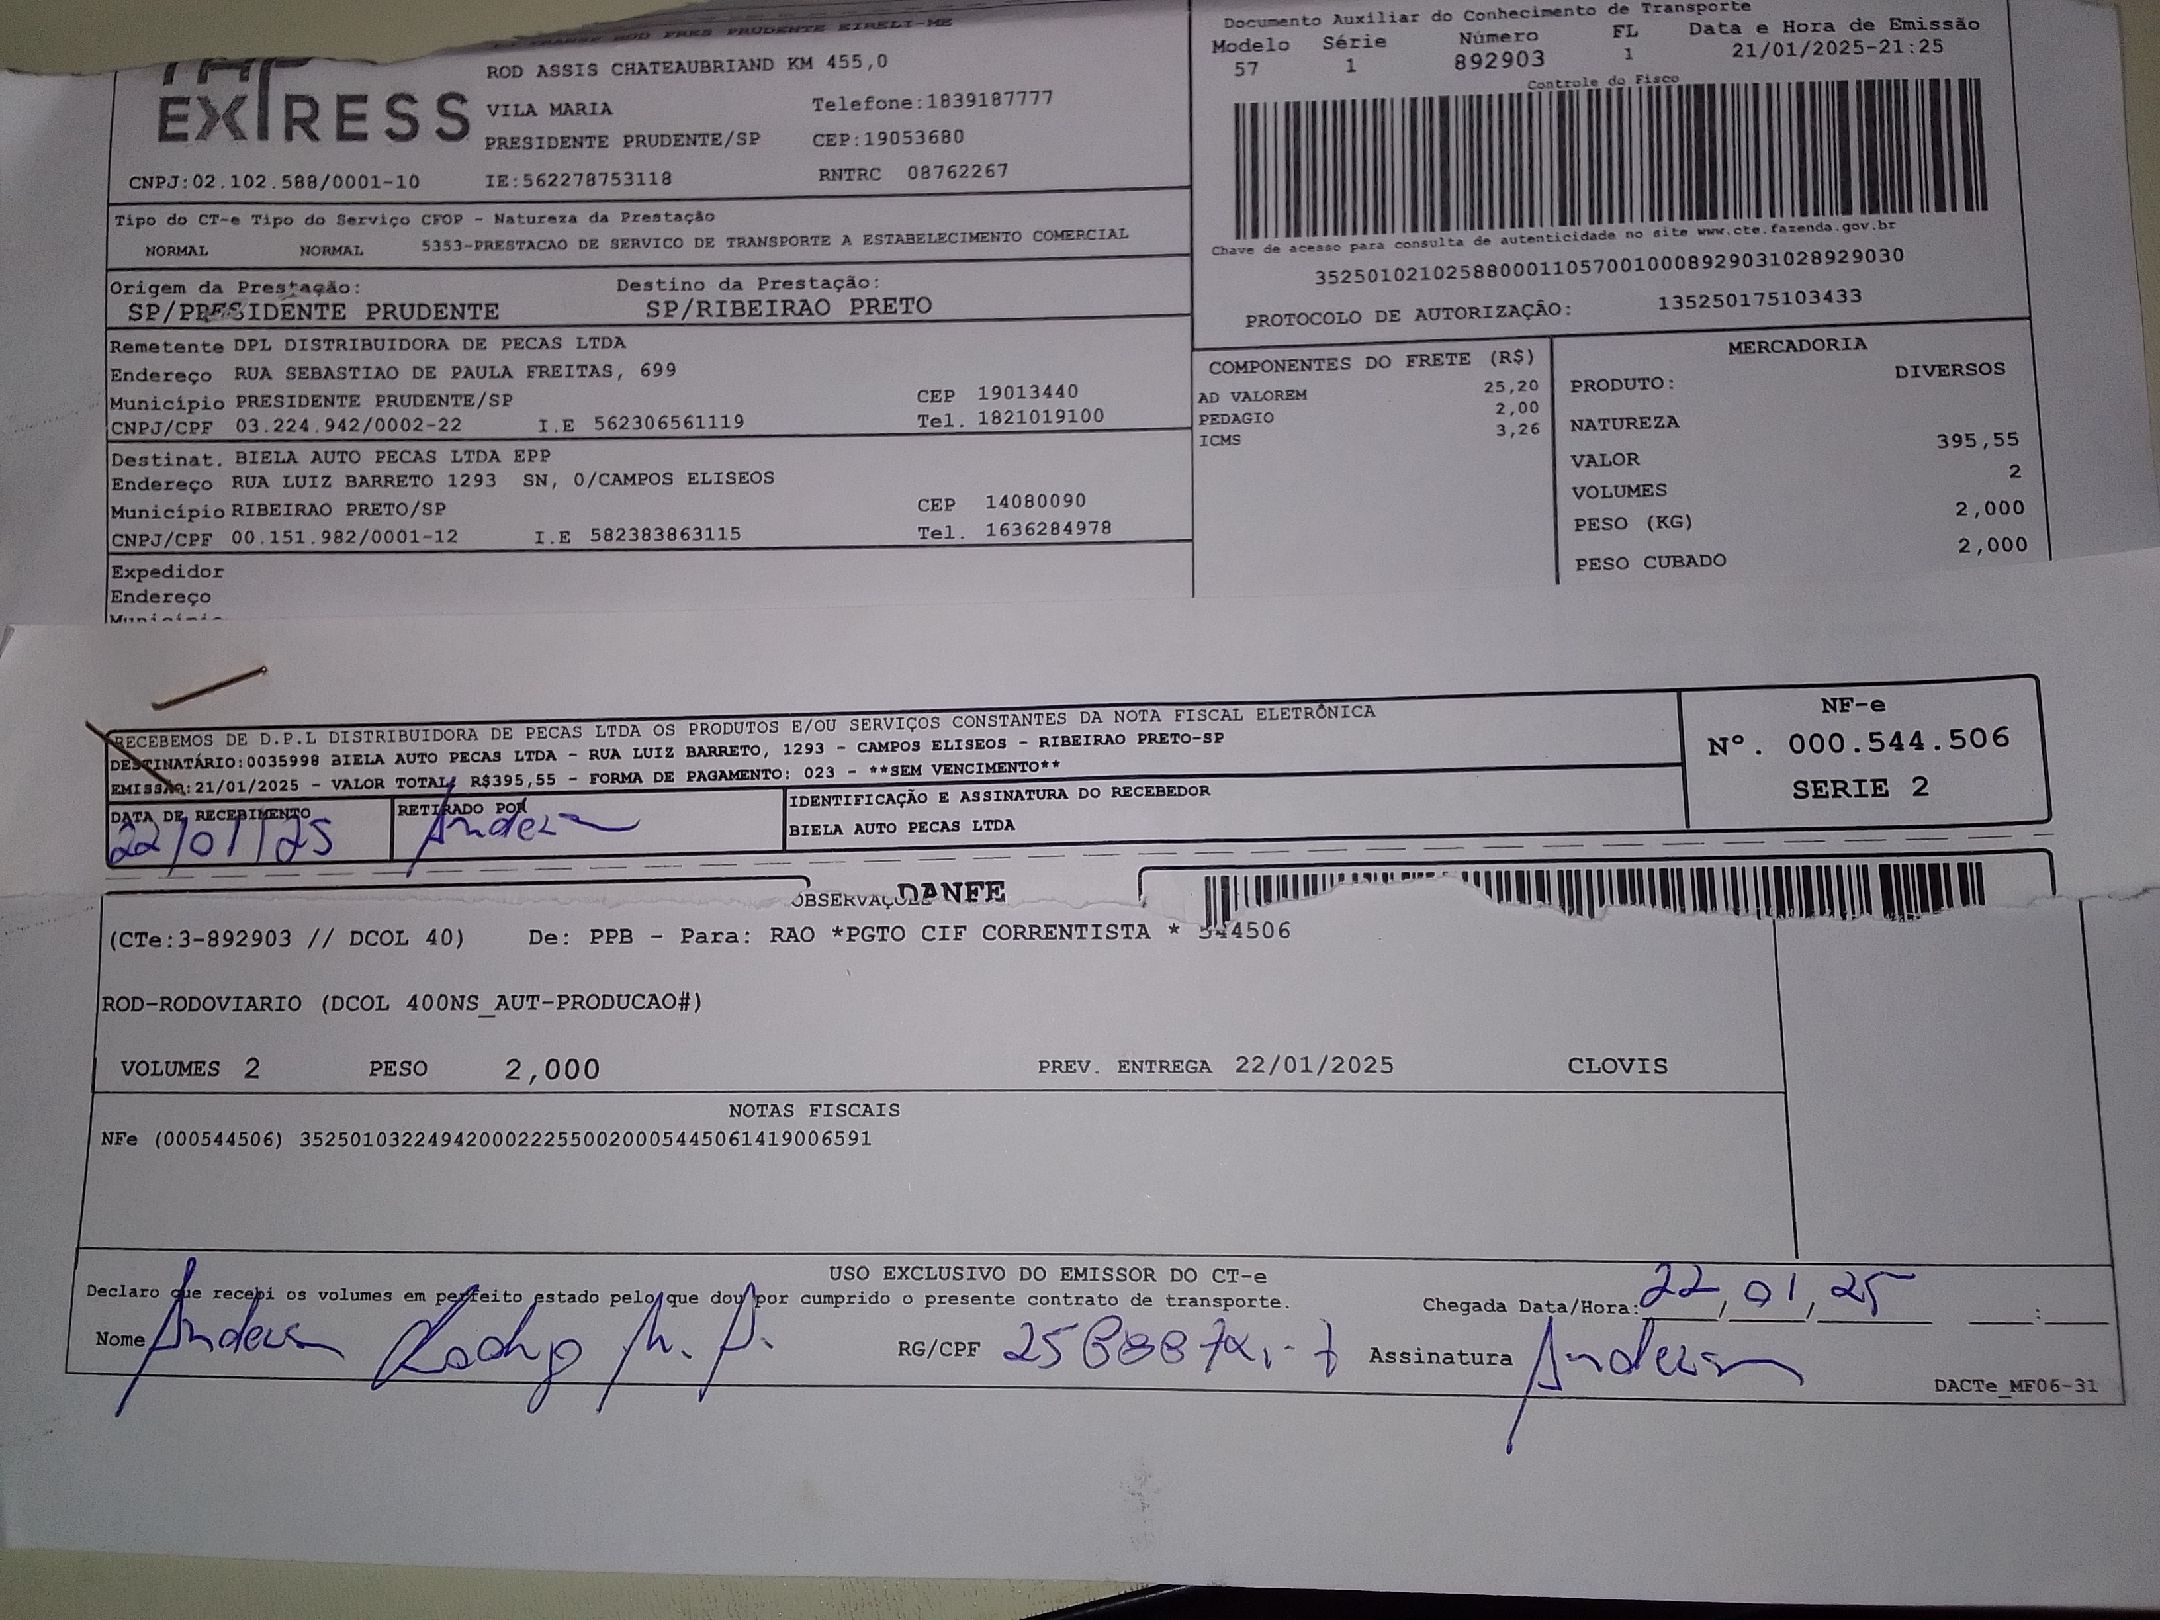 ROD PRES PRUDENTE EIRELI-ME
EXPRESS
ROD ASSIS CHATEAUBRIAND KM 455,0
VILA MARIA Telefone:1839187777
PRESIDENTE PRUDENTE/SP CEP:19053680
CNPJ:02.102.588/0001-10 IE:562278753118 RNTRC 08762267
Documento Auxiliar do Conhecimento de Transporte
Modelo Série Número FL Data e Hora de Emissão
57 1 892903 1 21/01/2025-21:25
Controle do Fisco
Chave de acesso para consulta de autenticidade no site www.cte.fazenda.gov.br
35250102102588000110570010008929031028929030
PROTOCOLO DE AUTORIZAÇÃO: 135250175103433
Tipo do CT-e Tipo do Serviço CFOP - Natureza da Prestação
NORMAL NORMAL 5353-PRESTACAO DE SERVICO DE TRANSPORTE A ESTABELECIMENTO COMERCIAL
Origem da Prestação: Destino da Prestação:
SP/PRESIDENTE PRUDENTE SP/RIBEIRAO PRETO
Remetente DPL DISTRIBUIDORA DE PECAS LTDA
Endereço RUA SEBASTIAO DE PAULA FREITAS, 699
Município PRESIDENTE PRUDENTE/SP CEP 19013440
CNPJ/CPF 03.224.942/0002-22 I.E 562306561119 Tel. 1821019100
Destinat. BIELA AUTO PECAS LTDA EPP
Endereço RUA LUIZ BARRETO 1293 SN, 0/CAMPOS ELISEOS
Município RIBEIRAO PRETO/SP CEP 14080090
CNPJ/CPF 00.151.982/0001-12 I.E 582383863115 Tel. 1636284978
Expedidor
Endereço
Município
COMPONENTES DO FRETE (R$)
AD VALOREM 25,20
PEDAGIO 2,00
ICMS 3,26
MERCADORIA
PRODUTO: DIVERSOS
NATUREZA
VALOR 395,55
VOLUMES 2
PESO (KG) 2,000
PESO CUBADO 2,000
RECEBEMOS DE D.P.L DISTRIBUIDORA DE PECAS LTDA OS PRODUTOS E/OU SERVIÇOS CONSTANTES DA NOTA FISCAL ELETRÔNICA
DESTINATÁRIO:0035998 BIELA AUTO PECAS LTDA - RUA LUIZ BARRETO, 1293 - CAMPOS ELISEOS - RIBEIRAO PRETO-SP
EMISSÃO:21/01/2025 - VALOR TOTAL R$395,55 - FORMA DE PAGAMENTO: 023 - **SEM VENCIMENTO**
NF-e
Nº. 000.544.506
SERIE 2
DATA DE RECEBIMENTO RETIRADO POR IDENTIFICAÇÃO E ASSINATURA DO RECEBEDOR
22/01/25 BIELA AUTO PECAS LTDA
DANFE
OBSERVAÇÕES
(CTe:3-892903 // DCOL 40) De: PPB - Para: RAO *PGTO CIF CORRENTISTA * 544506
ROD-RODOVIARIO (DCOL 400NS_AUT-PRODUCAO#)
VOLUMES 2 PESO 2,000 PREV. ENTREGA 22/01/2025 CLOVIS
NOTAS FISCAIS
NFe (000544506) 35250103224942000222550020005445061419006591
USO EXCLUSIVO DO EMISSOR DO CT-e
Declaro que recebi os volumes em perfeito estado pelo que dou por cumprido o presente contrato de transporte.
Chegada Data/Hora: 22,01,25 :
Nome Anderson Rodrigo M. A. RG/CPF Assinatura Anderson
DACTe_MF06-31